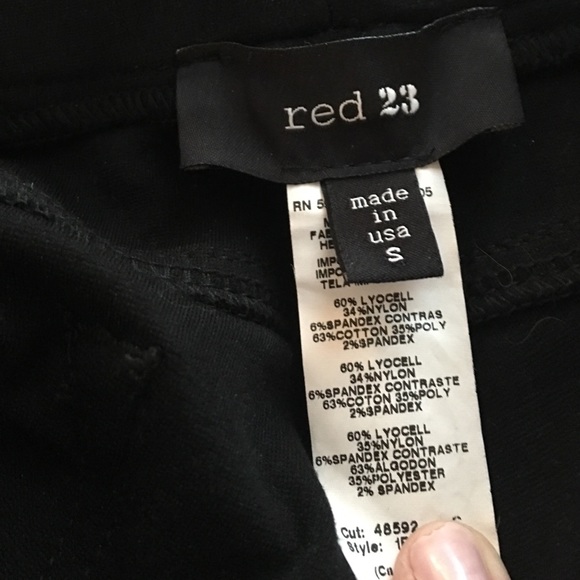 red 23
made
in
usa
S
RN
60% LYOCELL
34%NYLON
6%SPANDEX CONTRAS
63%COTTON 35%POLY
2%SPANDEX
60% LYOCELL
34%NYLON
6%SPANDEX CONTRASTE
63%COTON 35%POLY
2%SPANDEX
60% LYOCELL
35%NYLON
6%SPANDEX CONTRASTE
63%ALGODON
35%POLYESTER
2% SPANDEX
Cut: 48592
Style: